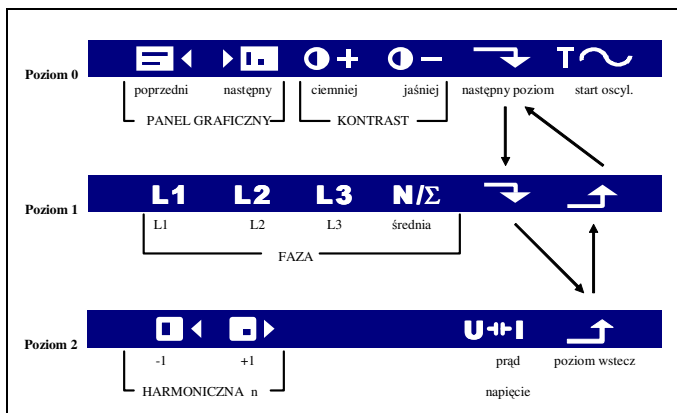 T
Poziom 0
poprzedni następny ciemniej jaśniej następny poziom start oscyl.
PANEL GRAFICZNY KONTRAST
L1 L2 L3 N/Σ
Poziom 1
L1 L2 L3 średnia
FAZA
U I
Poziom 2
-1 +1 prąd poziom wstecz
HARMONICZNA n napięcie